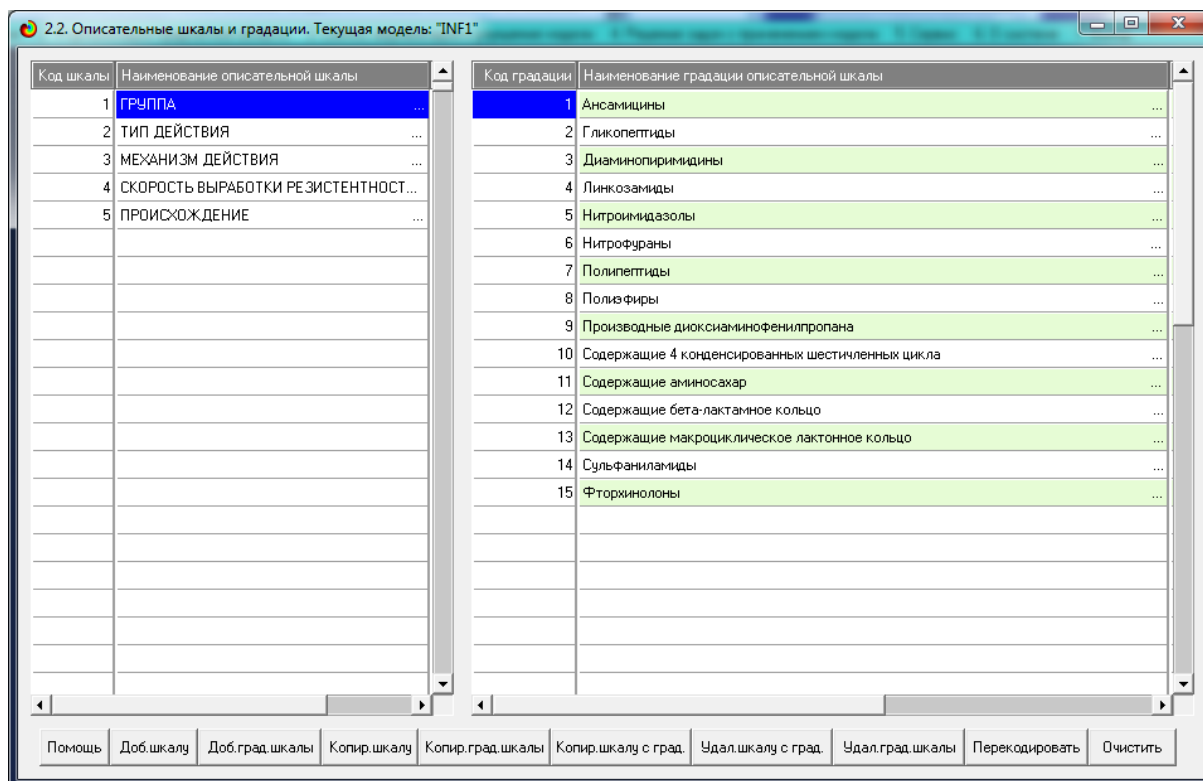 2.2. Описательные шкалы и градации. Текущая модель: "INF1"
Код шкалы Наименование описательной шкалы
1 ГРУППА ...
2 ТИП ДЕЙСТВИЯ ...
3 МЕХАНИЗМ ДЕЙСТВИЯ ...
4 СКОРОСТЬ ВЫРАБОТКИ РЕЗИСТЕНТНОСТ...
5 ПРОИСХОЖДЕНИЕ ...
Код градации Наименование градации описательной шкалы
1 Ансамицины ...
2 Гликопептиды ...
3 Диаминопиримидины ...
4 Линкозамиды ...
5 Нитроимидазолы ...
6 Нитрофураны ...
7 Полипептиды ...
8 Полиэфиры ...
9 Производные диоксиаминофенилпропана ...
10 Содержащие 4 конденсированных шестичленных цикла ...
11 Содержащие аминосахар ...
12 Содержащие бета-лактамное кольцо ...
13 Содержащие макроциклическое лактонное кольцо ...
14 Сульфаниламиды ...
15 Фторхинолоны ...
Помощь Доб.шкалу Доб.град.шкалы Копир.шкалу Копир.град.шкалы Копир.шкалу с град. Удал.шкалу с град. Удал.град.шкалы Перекодировать Очистить